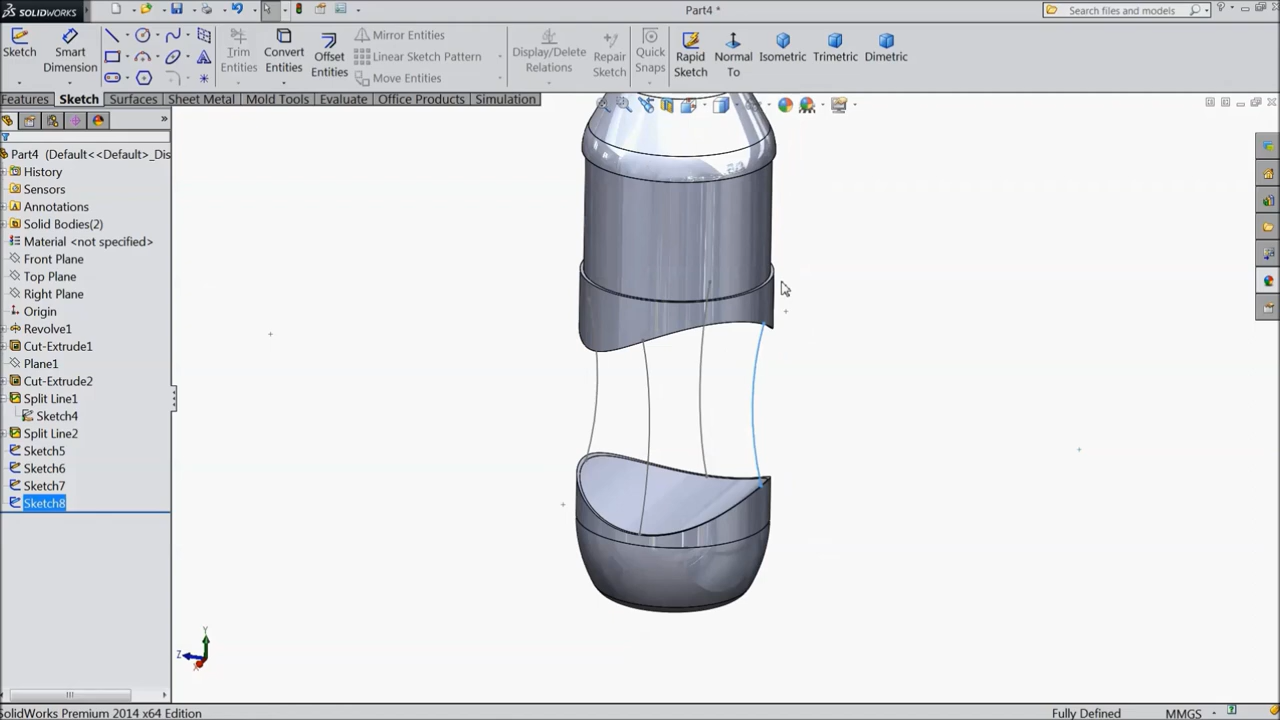 SOLIDWORKS
Part4 *
Search files and models
Sketch
Smart Dimension
Trim Entities
Convert Entities
Offset Entities
Mirror Entities
Linear Sketch Pattern
Move Entities
Display/Delete Relations
Repair Sketch
Quick Snaps
Rapid Sketch
Normal To
Isometric
Trimetric
Dimetric
Features
Sketch
Surfaces
Sheet Metal
Mold Tools
Evaluate
Office Products
Simulation
Part4 (Default<<Default>_Dis
History
Sensors
Annotations
Solid Bodies(2)
Material <not specified>
Front Plane
Top Plane
Right Plane
Origin
Revolve1
Cut-Extrude1
Plane1
Cut-Extrude2
Split Line1
Sketch4
Split Line2
Sketch5
Sketch6
Sketch7
Sketch8
Y
Z
X
SolidWorks Premium 2014 x64 Edition
Fully Defined
MMGS